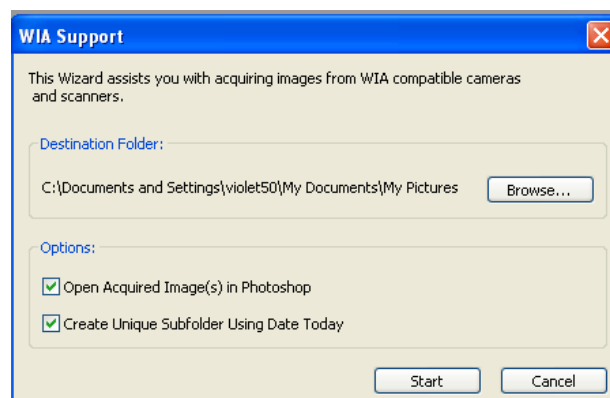 WIA Support
This Wizard assists you with acquiring images from WIA compatible cameras
and scanners.
Destination Folder:
C:\Documents and Settings\violet50\My Documents\My Pictures
Browse...
Options:
Open Acquired Image(s) in Photoshop
Create Unique Subfolder Using Date Today
Start
Cancel